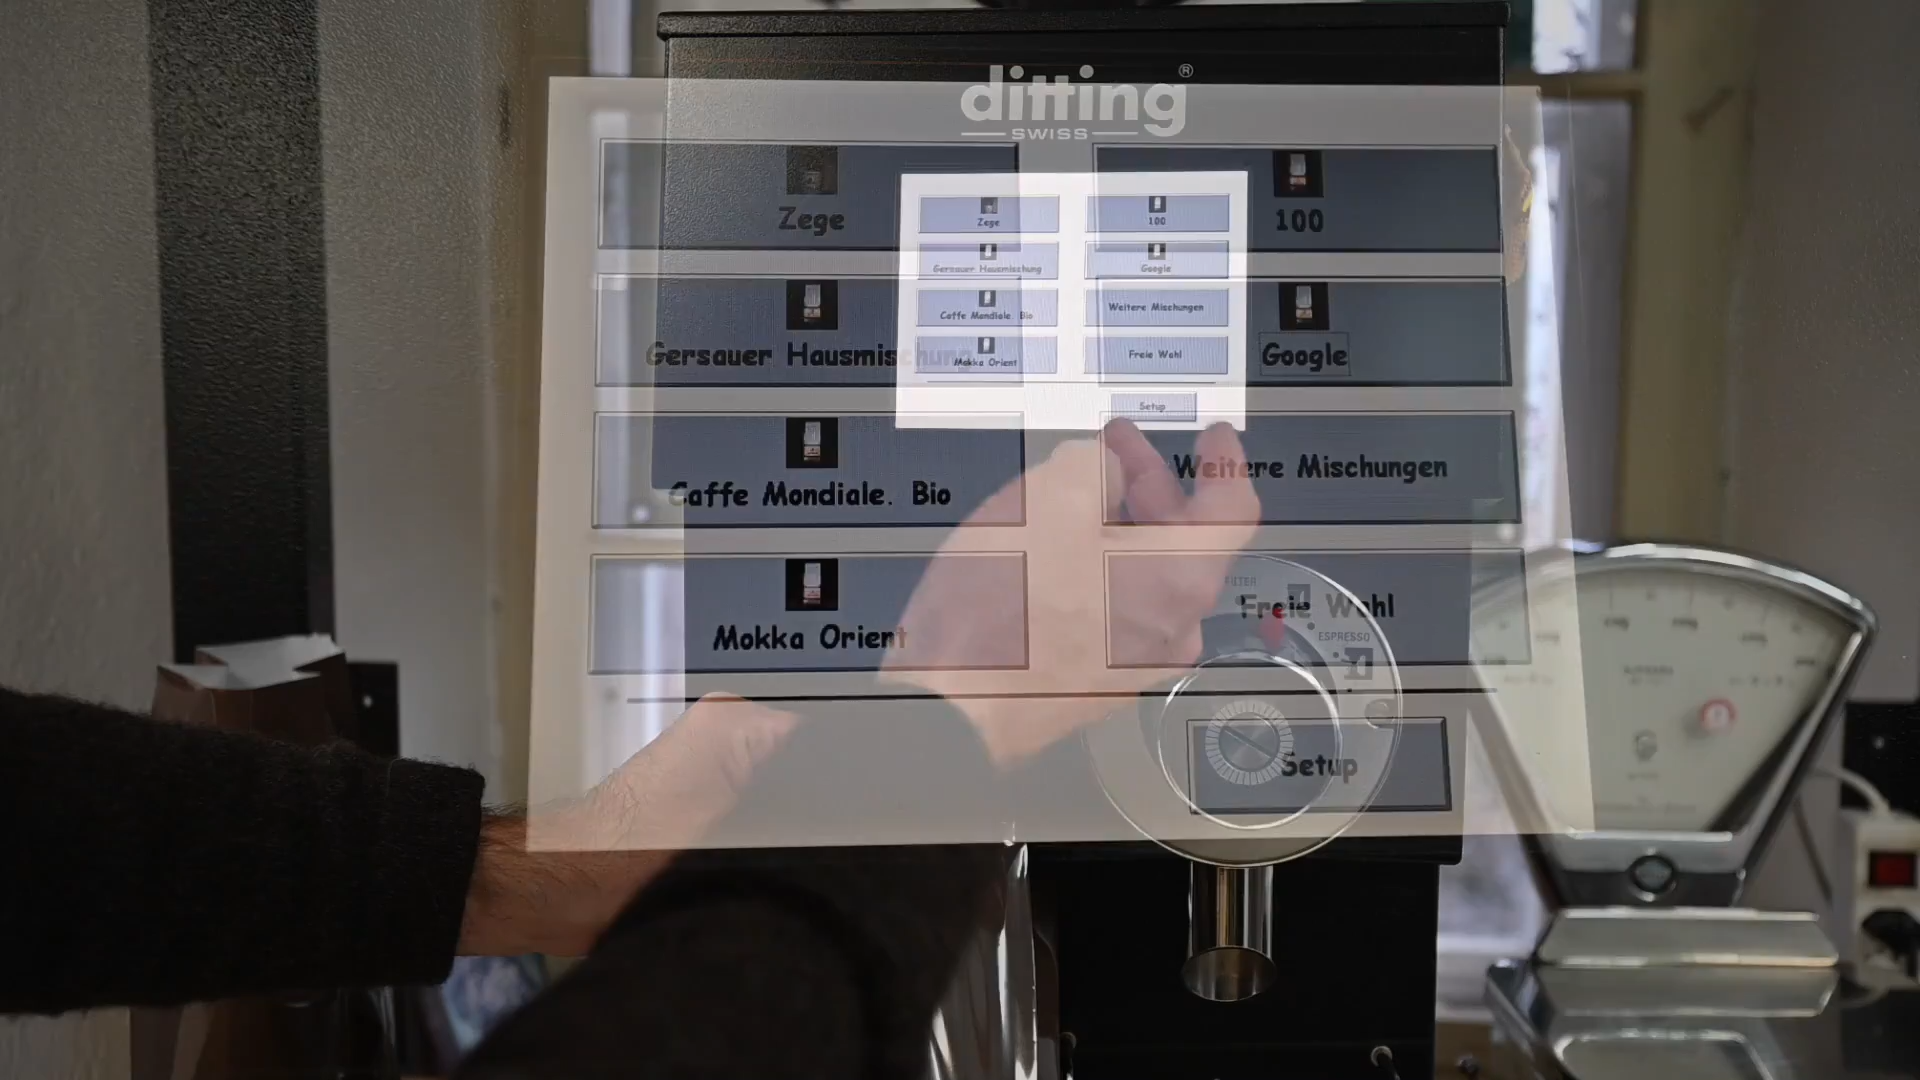 ditting®
SWISS
Zege
100
Gersauer Hausmischung
Google
Caffe Mondiale. Bio
Weitere Mischungen
Mokka Orient
Freie Wahl
Setup
Zege
100
Gersauer Hausmischung
Google
Caffe Mondiale. Bio
Weitere Mischungen
Mokka Orient
Freie Wahl
Setup
FILTER
ESPRESSO